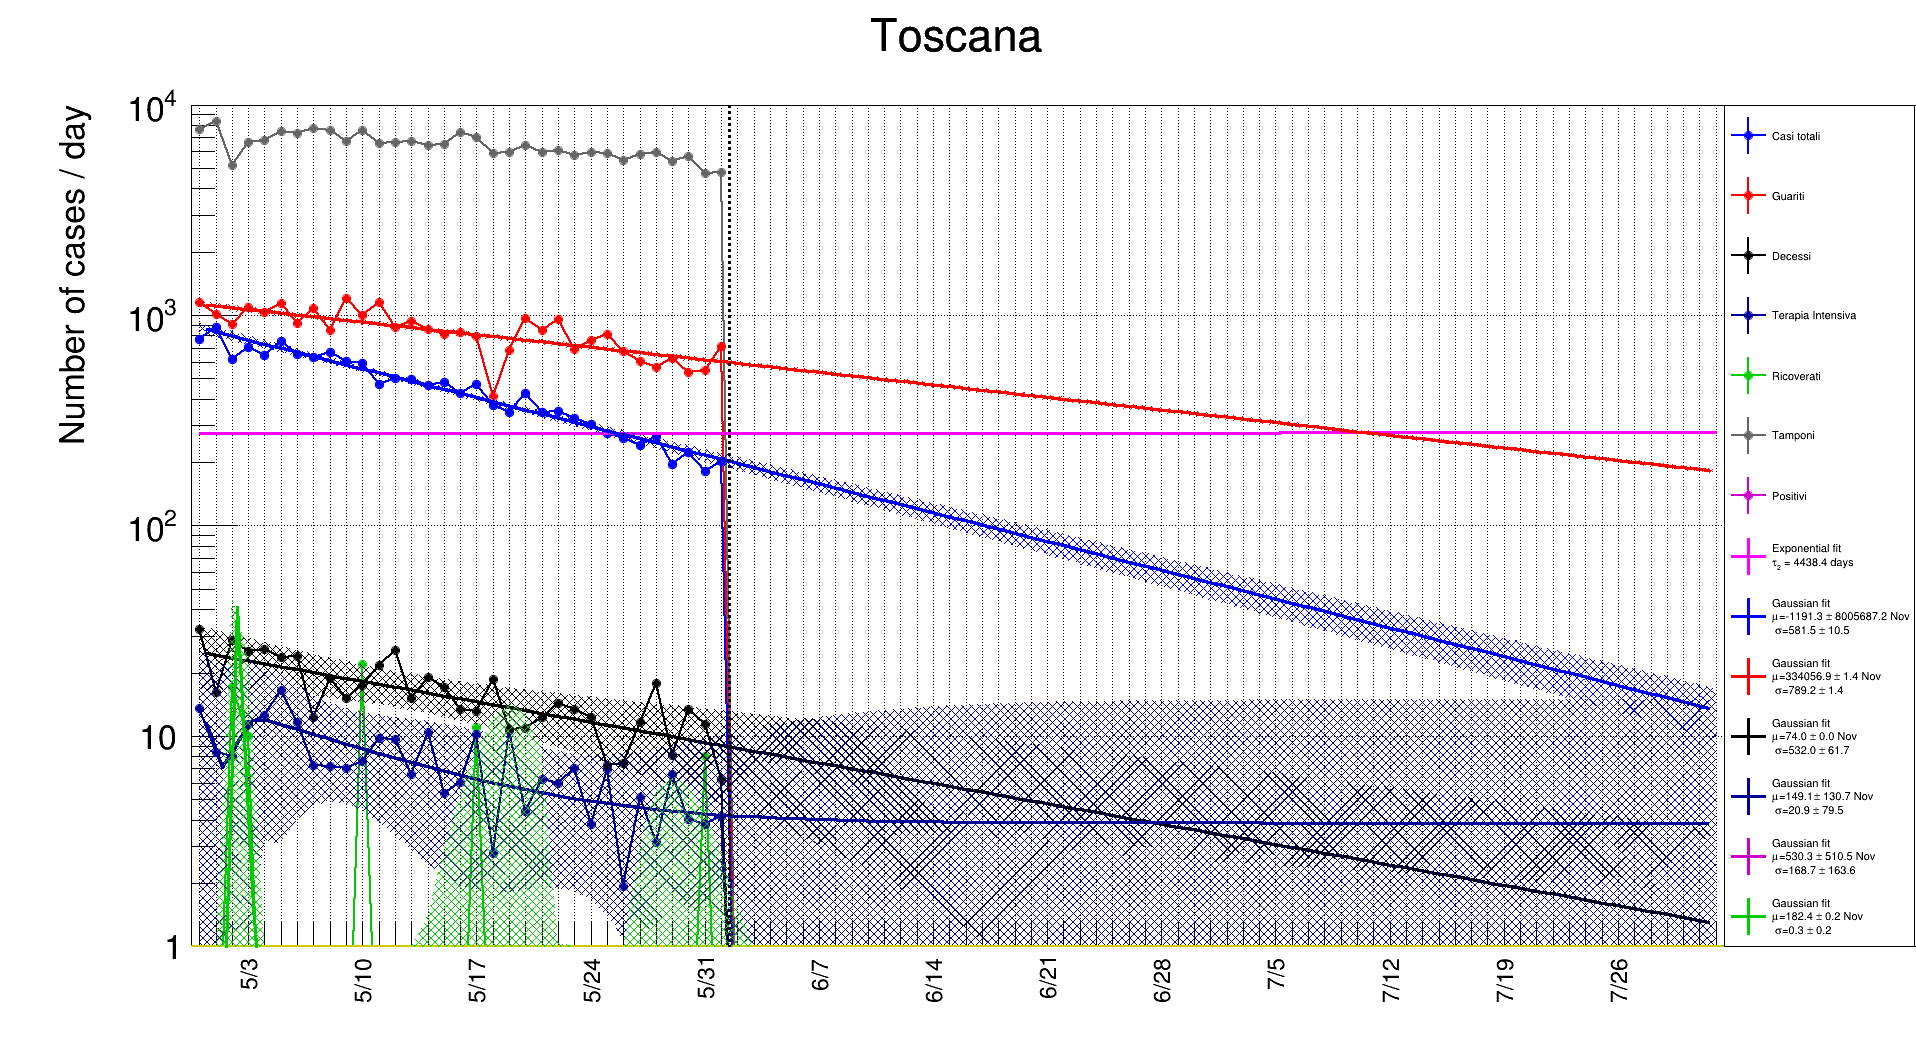 Toscana
Number of cases / day
10^4
10^3
10^2
10
1
5/3
5/10
5/17
5/24
5/31
6/7
6/14
6/21
6/28
7/5
7/12
7/19
7/26
Casi totali
Guariti
Decessi
Terapia Intensiva
Ricoverati
Tamponi
Positivi
Exponential fit
τ₂ = 4438.4 days
Gaussian fit
μ=-1191.3 ± 8005687.2 Nov
σ=581.5 ± 10.5
Gaussian fit
μ=334056.9 ± 1.4 Nov
σ=789.2 ± 1.4
Gaussian fit
μ=74.0 ± 0.0 Nov
σ=532.0 ± 61.7
Gaussian fit
μ=149.1 ± 130.7 Nov
σ=20.9 ± 79.5
Gaussian fit
μ=530.3 ± 510.5 Nov
σ=168.7 ± 163.6
Gaussian fit
μ=182.4 ± 0.2 Nov
σ=0.3 ± 0.2